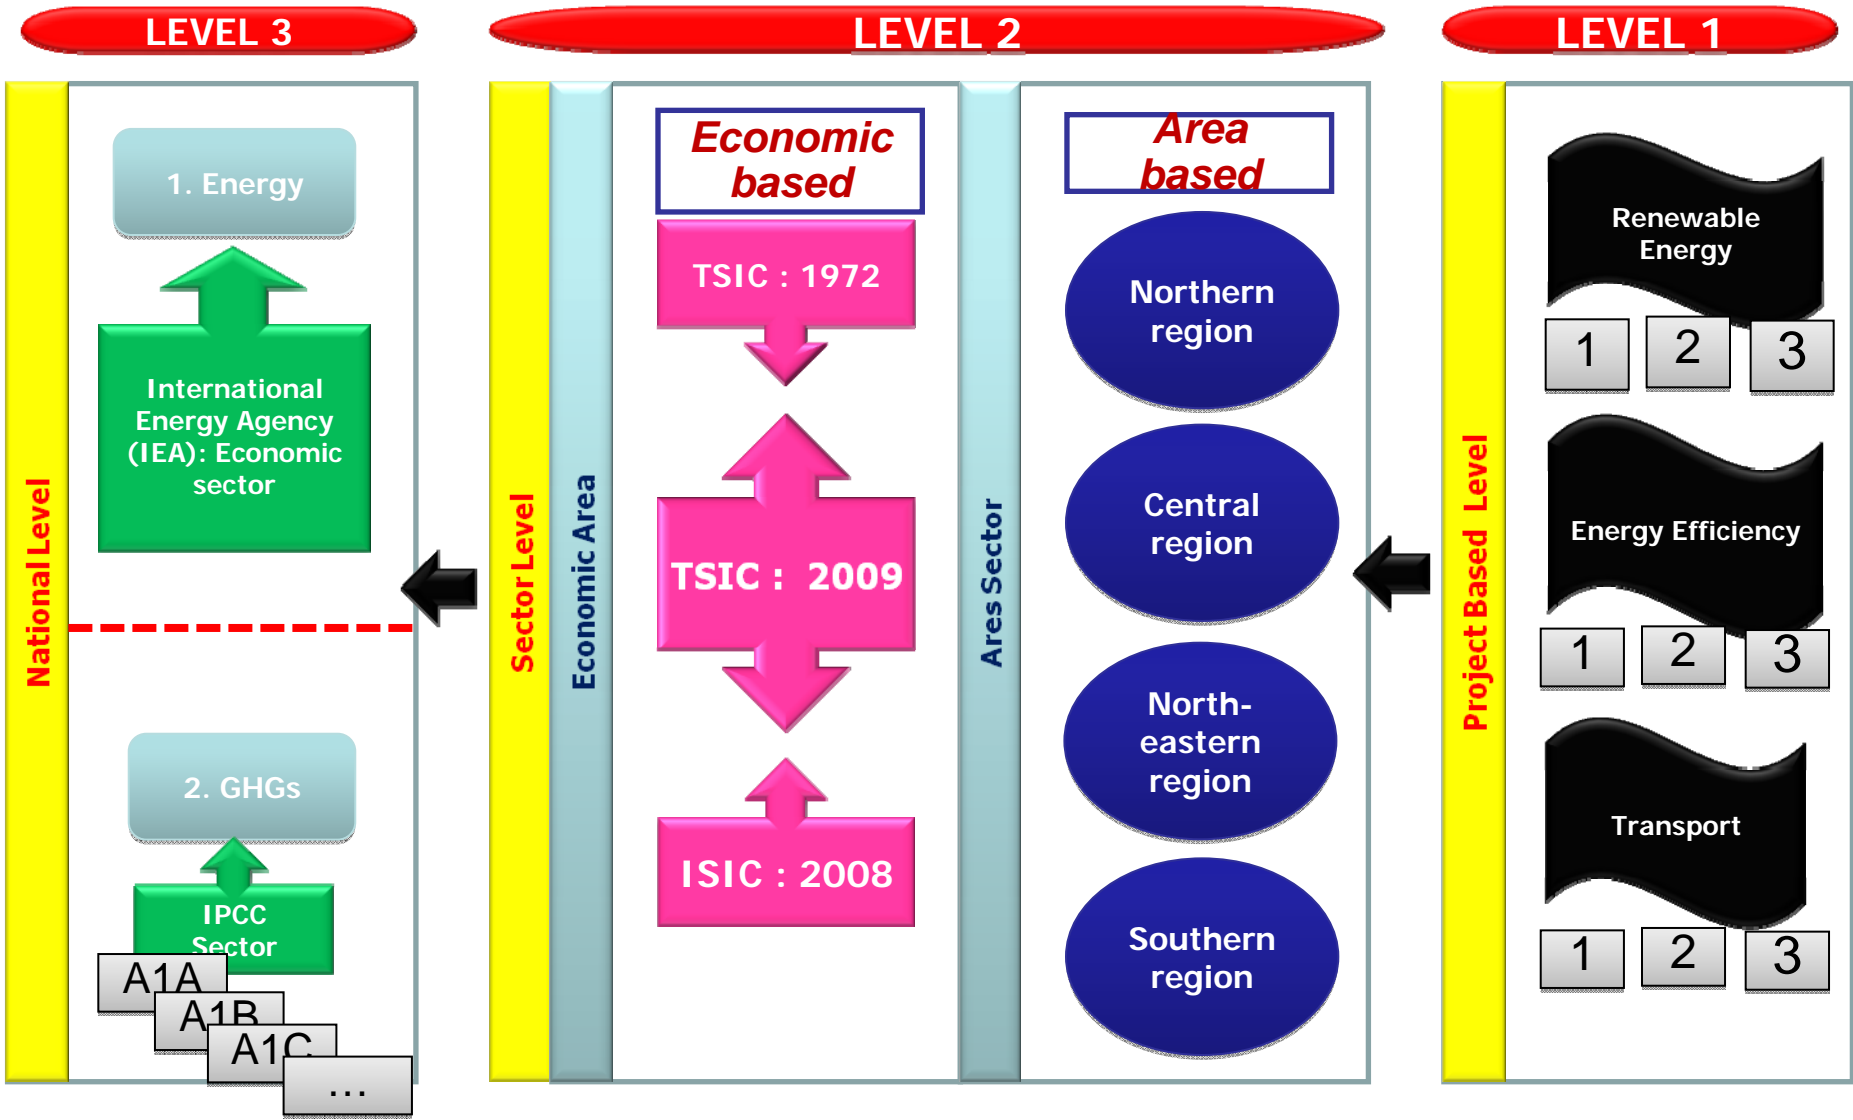 LEVEL 3
National Level
1. Energy
International
Energy Agency
(IEA): Economic
sector
2. GHGs
IPCC
Sector
A1A
A1B
A1C
...
LEVEL 2
Sector Level
Economic Area
Economic
based
TSIC : 1972
TSIC : 2009
ISIC : 2008
Ares Sector
Area
based
Northern
region
Central
region
North-
eastern
region
Southern
region
LEVEL 1
Project Based Level
Renewable
Energy
1 2 3
Energy Efficiency
1 2 3
Transport
1 2 3